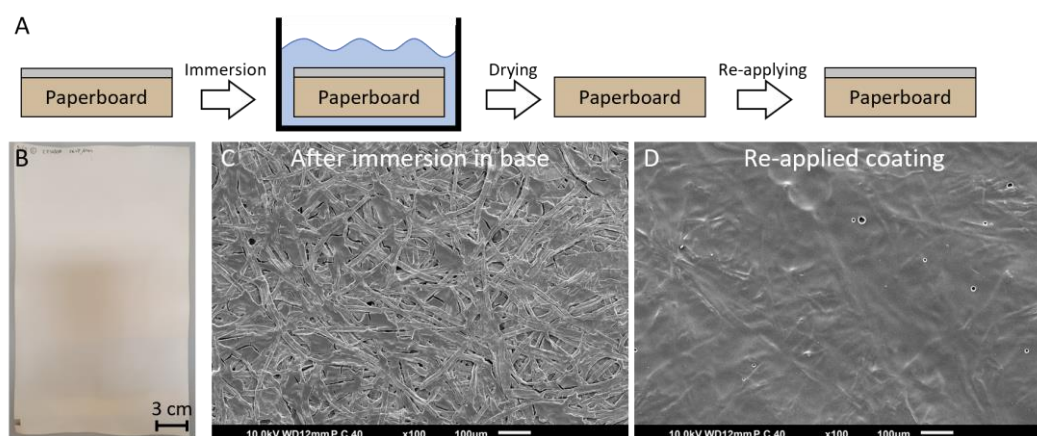 A
Immersion
Drying
Re-applying
Paperboard
Paperboard
Paperboard
Paperboard
B
3 cm
C
After immersion in base
10.0kV WD12mm P.C.40 x100 100μm
D
Re-applied coating
10.0kV WD12mm P.C.40 x100 100μm